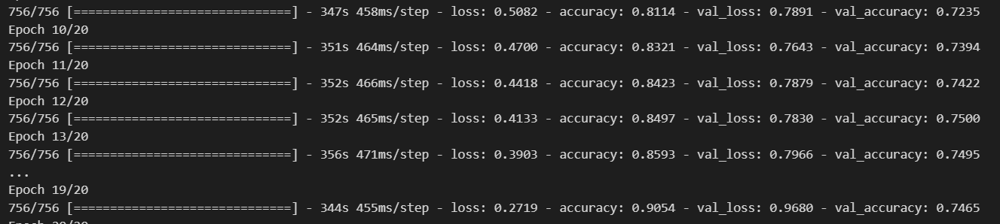 756/756 [==============================] - 347s 458ms/step - loss: 0.5082 - accuracy: 0.8114 - val_loss: 0.7891 - val_accuracy: 0.7235
Epoch 10/20
756/756 [==============================] - 351s 464ms/step - loss: 0.4700 - accuracy: 0.8321 - val_loss: 0.7643 - val_accuracy: 0.7394
Epoch 11/20
756/756 [==============================] - 352s 466ms/step - loss: 0.4418 - accuracy: 0.8423 - val_loss: 0.7879 - val_accuracy: 0.7422
Epoch 12/20
756/756 [==============================] - 352s 465ms/step - loss: 0.4133 - accuracy: 0.8497 - val_loss: 0.7830 - val_accuracy: 0.7500
Epoch 13/20
756/756 [==============================] - 356s 471ms/step - loss: 0.3903 - accuracy: 0.8593 - val_loss: 0.7966 - val_accuracy: 0.7495
...
Epoch 19/20
756/756 [==============================] - 344s 455ms/step - loss: 0.2719 - accuracy: 0.9054 - val_loss: 0.9680 - val_accuracy: 0.7465